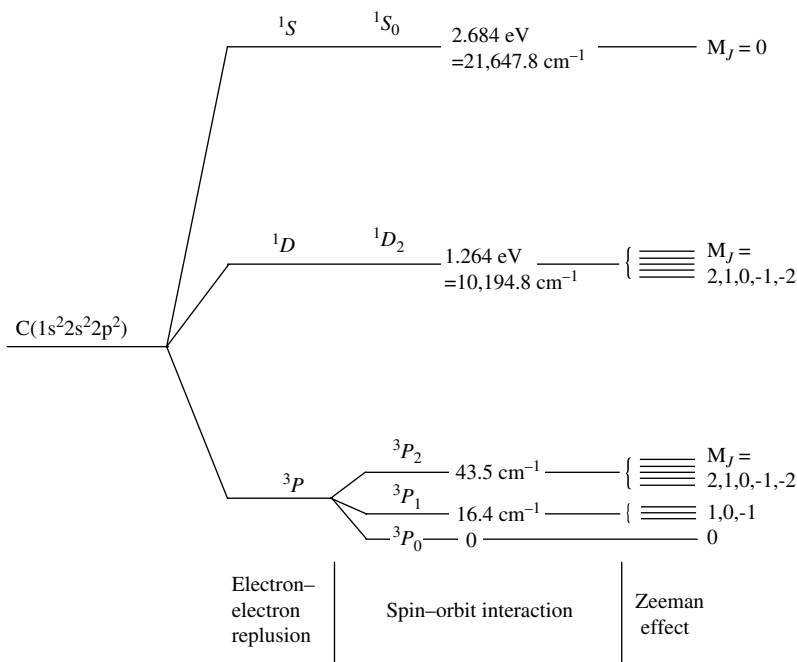 ¹S ¹S₀ 2.684 eV M_J = 0
=21,647.8 cm⁻¹
¹D ¹D₂ 1.264 eV M_J =
=10,194.8 cm⁻¹ 2,1,0,-1,-2
C(1s²2s²2p²)
³P₂ 43.5 cm⁻¹ M_J =
2,1,0,-1,-2
³P ³P₁ 16.4 cm⁻¹ 1,0,-1
³P₀ 0 0
Electron–
electron
replusion
Spin–orbit interaction
Zeeman
effect